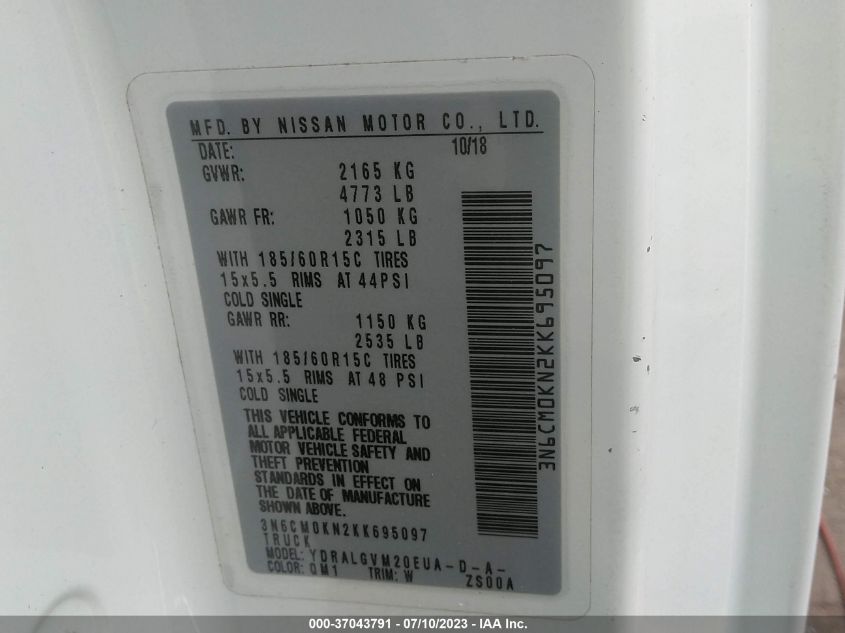 MFD. BY NISSAN MOTOR CO., LTD.
DATE: 10/18
GVWR: 2165 KG
4773 LB
GAWR FR: 1050 KG
2315 LB
WITH 185/60R15C TIRES
15x5.5 RIMS AT 44PSI
COLD SINGLE
GAWR RR: 1150 KG
2535 LB
WITH 185/60R15C TIRES
15x5.5 RIMS AT 48 PSI
COLD SINGLE
THIS VEHICLE CONFORMS TO
ALL APPLICABLE FEDERAL
MOTOR VEHICLE SAFETY AND
THEFT PREVENTION
STANDARDS IN EFFECT ON
THE DATE OF MANUFACTURE
SHOWN ABOVE.
3N6CM0KN2KK695097
TRUCK
MODEL: YDRALGVM20EUA-D-A-
ZS00A
COLOR: QM1 TRIM: W
3N6CM0KN2KK695097
000-37043791 - 07/10/2023 - IAA Inc.